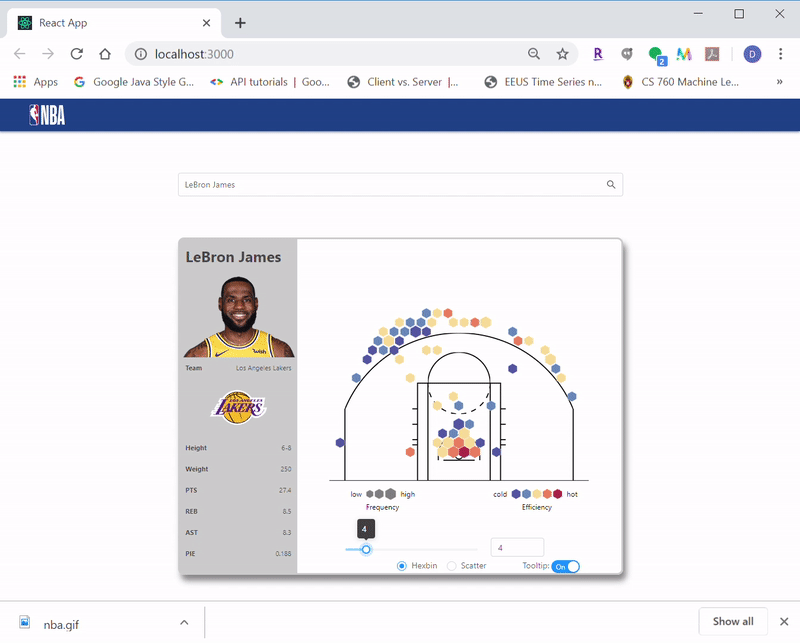 React App
localhost:3000
R
2
D
Apps
Google Java Style G...
API tutorials | Goo...
Client vs. Server |...
EEUS Time Series n...
CS 760 Machine Le...
»
NBA
LeBron James
LeBron James
wish
Team Los Angeles Lakers
LOS ANGELES
LAKERS
Height 6-8
Weight 250
PTS 27.4
REB 8.5
AST 8.3
PIE 0.188
low high cold hot
Frequency Efficiency
4
4
Hexbin Scatter Tooltip: On
nba.gif
Show all